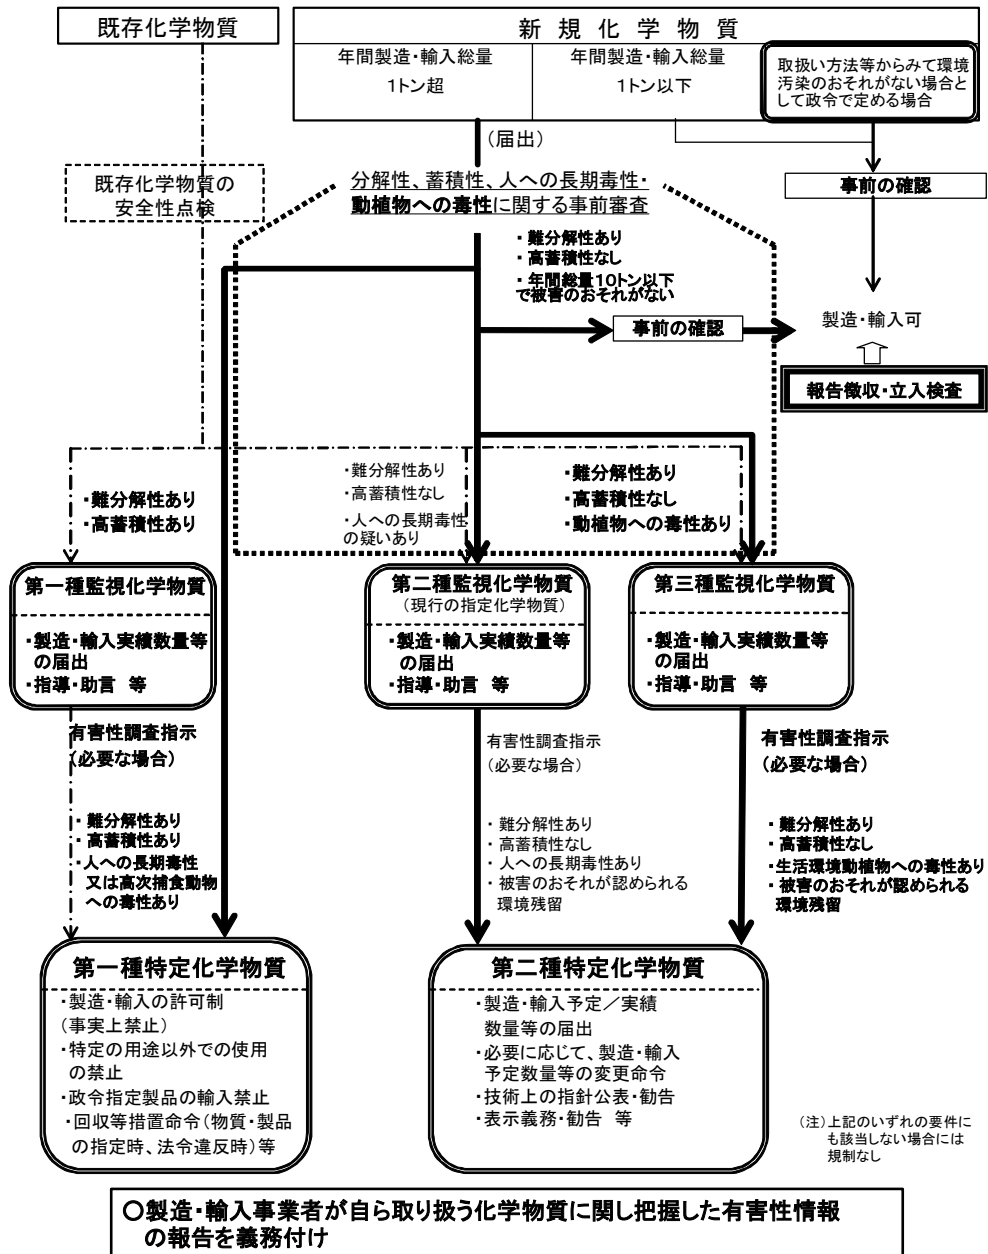 既存化学物質
新規化学物質
年間製造・輸入総量
1トン超
年間製造・輸入総量
1トン以下
取扱い方法等からみて環境
汚染のおそれがない場合と
して政令で定める場合
(届出)
既存化学物質の
安全性点検
分解性、蓄積性、人への長期毒性・
動植物への毒性に関する事前審査
事前の確認
・難分解性あり
・高蓄積性なし
・年間総量10トン以下
で被害のおそれがない
事前の確認
製造・輸入可
報告徴収・立入検査
・難分解性あり
・高蓄積性あり
・難分解性あり
・高蓄積性なし
・人への長期毒性
の疑いあり
・難分解性あり
・高蓄積性なし
・動植物への毒性あり
第一種監視化学物質
・製造・輸入実績数量等
の届出
・指導・助言 等
第二種監視化学物質
(現行の指定化学物質)
・製造・輸入実績数量等
の届出
・指導・助言 等
第三種監視化学物質
・製造・輸入実績数量等
の届出
・指導・助言 等
有害性調査指示
(必要な場合)
有害性調査指示
(必要な場合)
有害性調査指示
(必要な場合)
・難分解性あり
・高蓄積性あり
・人への長期毒性
又は高次捕食動物
への毒性あり
・難分解性あり
・高蓄積性なし
・人への長期毒性あり
・被害のおそれが認められる
環境残留
・難分解性あり
・高蓄積性なし
・生活環境動植物への毒性あり
・被害のおそれが認められる
環境残留
第一種特定化学物質
・製造・輸入の許可制
(事実上禁止)
・特定の用途以外での使用
の禁止
・政令指定製品の輸入禁止
・回収等措置命令(物質・製品
の指定時、法令違反時)等
第二種特定化学物質
・製造・輸入予定/実績
数量等の届出
・必要に応じて、製造・輸入
予定数量等の変更命令
・技術上の指針公表・勧告
・表示義務・勧告 等
(注)上記のいずれの要件に
も該当しない場合には
規制なし
○製造・輸入事業者が自ら取り扱う化学物質に関し把握した有害性情報
の報告を義務付け